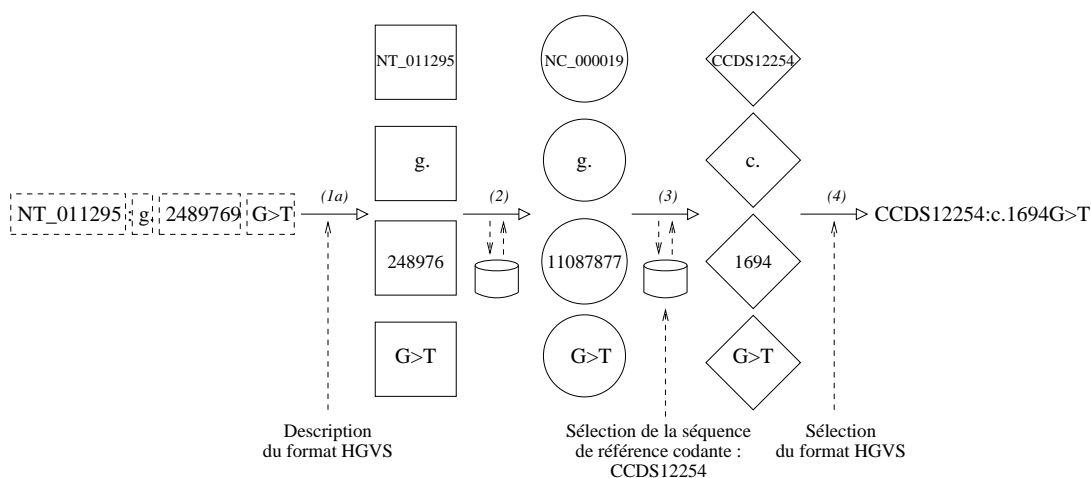 NT_011295
NC_000019
CCDS12254
g.
g.
c.
NT_011295 : g. 2489769 G>T
(1a)
(2)
(3)
(4)
CCDS12254:c.1694G>T
248976
11087877
1694
G>T
G>T
G>T
Description
du format HGVS
Sélection de la séquence
de référence codante :
CCDS12254
Sélection
du format HGVS